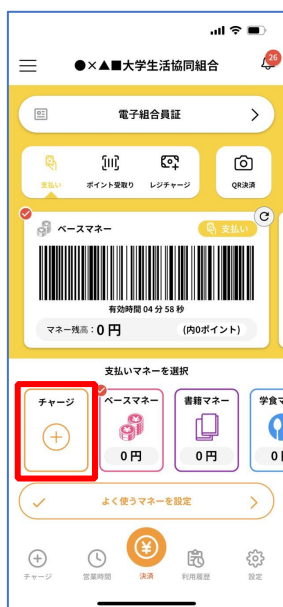 ●×▲■大学生活協同組合
26
電子組合員証
支払い
ポイント受取り
レジチャージ
QR決済
ベースマネー
支払い
有効時間 04 分 58 秒
マネー残高：0 円
(内0ポイント)
支払いマネーを選択
チャージ
ベースマネー
0 円
書籍マネー
0 円
学食マ
0
よく使うマネーを設定
チャージ
営業時間
決済
利用履歴
設定